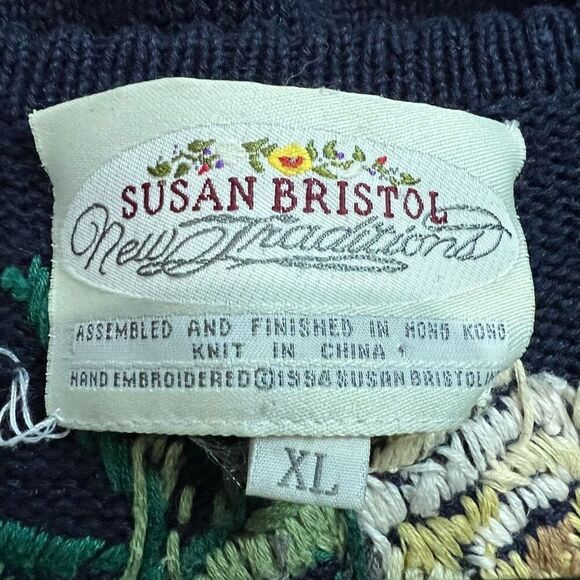 SUSAN BRISTOL
New Traditions
ASSEMBLED AND FINISHED IN HONG KONG
KNIT IN CHINA
HAND EMBROIDERED ©1994 SUSAN BRISTOL
XL